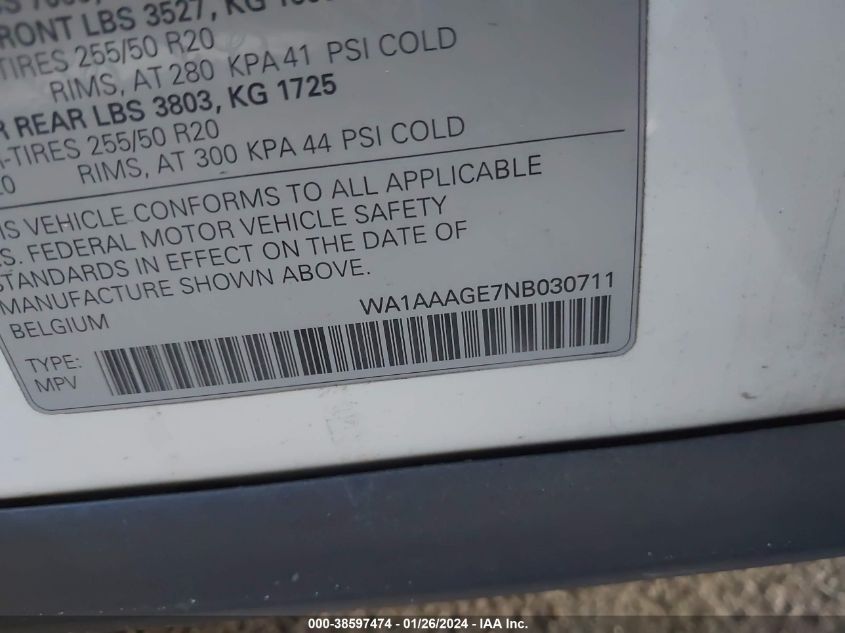 FRONT LBS 3527, KG
TIRES 255/50 R20
RIMS, AT 280 KPA 41 PSI COLD
R REAR LBS 3803, KG 1725
-TIRES 255/50 R20
RIMS, AT 300 KPA 44 PSI COLD
IS VEHICLE CONFORMS TO ALL APPLICABLE
.S. FEDERAL MOTOR VEHICLE SAFETY
STANDARDS IN EFFECT ON THE DATE OF
MANUFACTURE SHOWN ABOVE.
BELGIUM
WA1AAAGE7NB030711
TYPE:
MPV
000-38597474 - 01/26/2024 - IAA Inc.